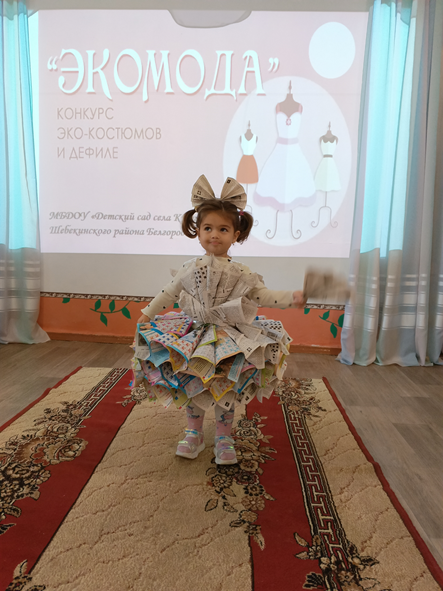 “ЭКОМОДА”
КОНКУРС
ЭКО-КОСТЮМОВ
И ДЕФИЛЕ
МБДОУ «Детский сад села
Шебекинского района